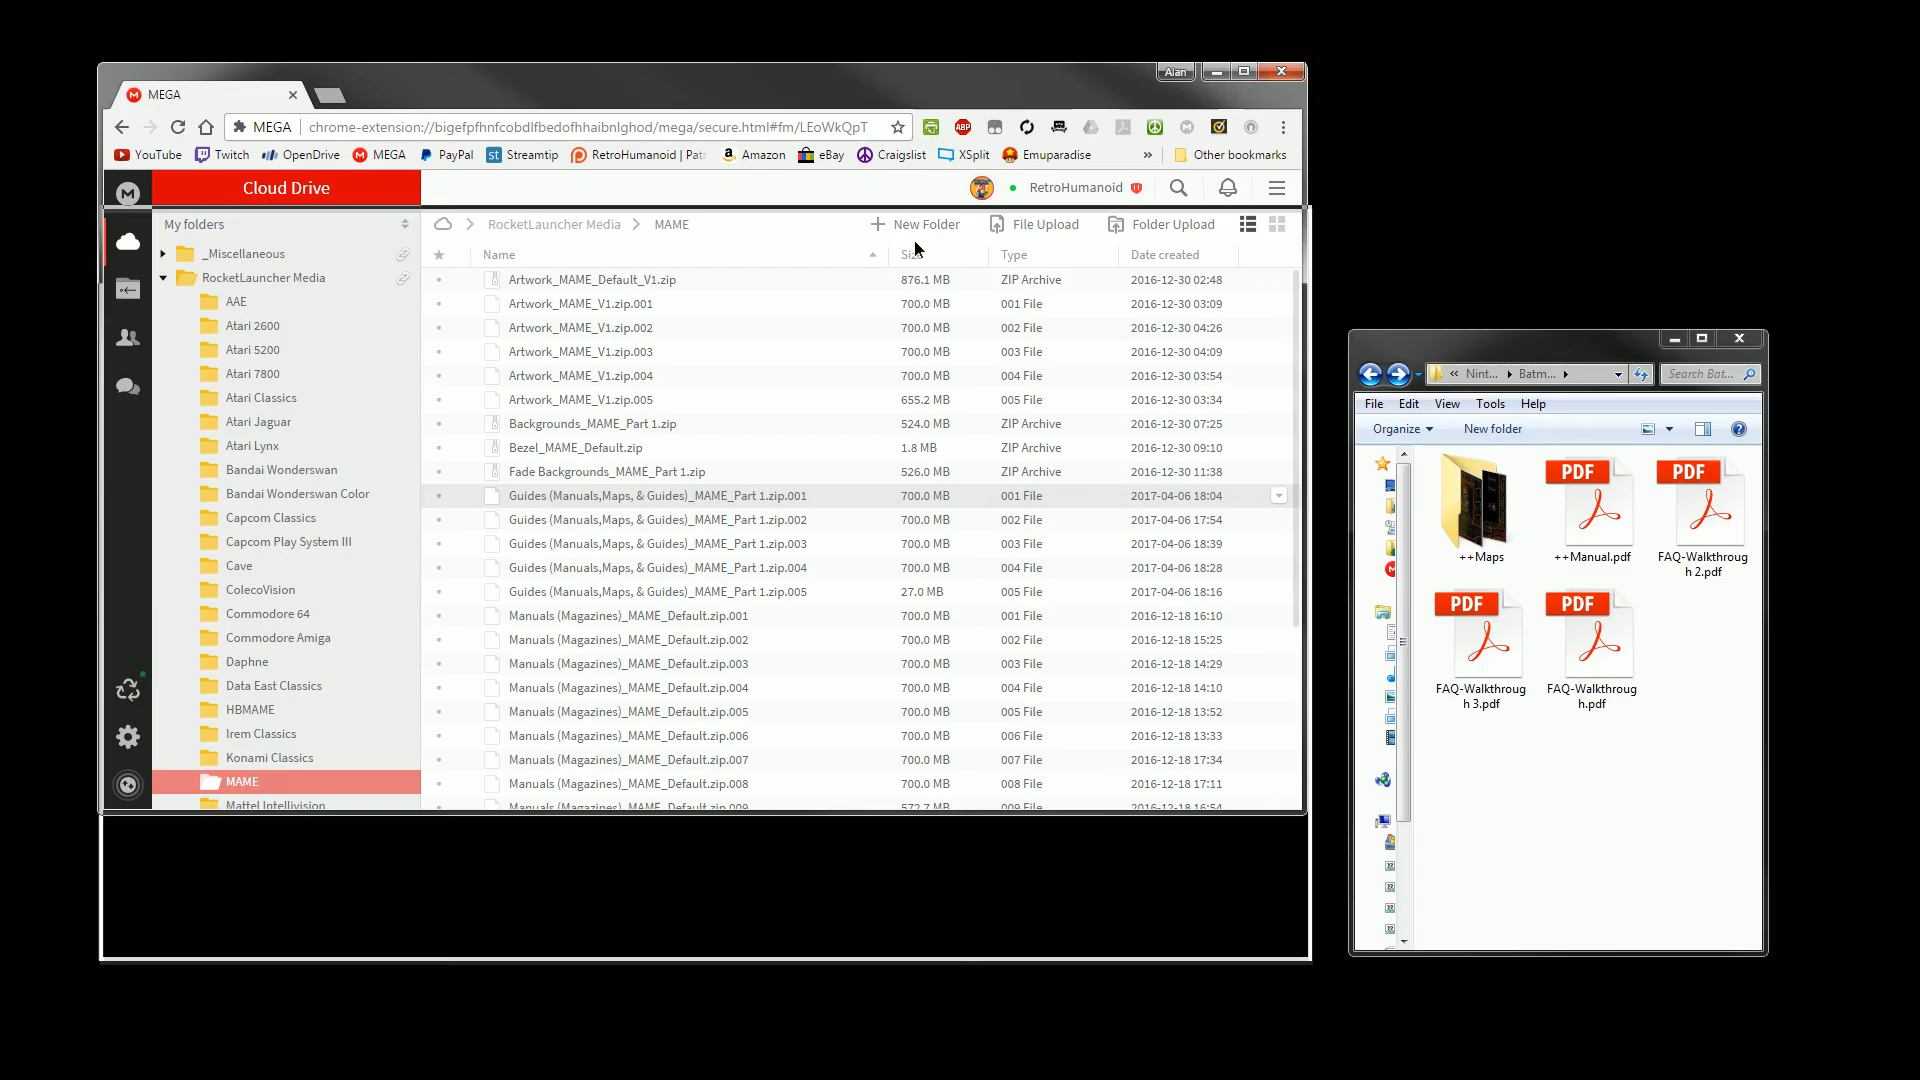 Alan
MEGA
MEGA chrome-extension://bigefpfhnfcobdlfbedofhhaibnlghod/mega/secure.html#fm/LEoWkQpT
ABP
YouTube Twitch OpenDrive MEGA PayPal st Streamtip RetroHumanoid | Patr Amazon eBay Craigslist XSplit Emuparadise » Other bookmarks
Cloud Drive
RetroHumanoid
My folders
RocketLauncher Media MAME
New Folder File Upload Folder Upload
_Miscellaneous
RocketLauncher Media
AAE
Atari 2600
Atari 5200
Atari 7800
Atari Classics
Atari Jaguar
Atari Lynx
Bandai Wonderswan
Bandai Wonderswan Color
Capcom Classics
Capcom Play System III
Cave
ColecoVision
Commodore 64
Commodore Amiga
Daphne
Data East Classics
HBMAME
Irem Classics
Konami Classics
MAME
Mattel Intellivision
Name Size Type Date created
Artwork_MAME_Default_V1.zip 876.1 MB ZIP Archive 2016-12-30 02:48
Artwork_MAME_V1.zip.001 700.0 MB 001 File 2016-12-30 03:09
Artwork_MAME_V1.zip.002 700.0 MB 002 File 2016-12-30 04:26
Artwork_MAME_V1.zip.003 700.0 MB 003 File 2016-12-30 04:09
Artwork_MAME_V1.zip.004 700.0 MB 004 File 2016-12-30 03:54
Artwork_MAME_V1.zip.005 655.2 MB 005 File 2016-12-30 03:34
Backgrounds_MAME_Part 1.zip 524.0 MB ZIP Archive 2016-12-30 07:25
Bezel_MAME_Default.zip 1.8 MB ZIP Archive 2016-12-30 09:10
Fade Backgrounds_MAME_Part 1.zip 526.0 MB ZIP Archive 2016-12-30 11:38
Guides (Manuals,Maps, & Guides)_MAME_Part 1.zip.001 700.0 MB 001 File 2017-04-06 18:04
Guides (Manuals,Maps, & Guides)_MAME_Part 1.zip.002 700.0 MB 002 File 2017-04-06 17:54
Guides (Manuals,Maps, & Guides)_MAME_Part 1.zip.003 700.0 MB 003 File 2017-04-06 18:39
Guides (Manuals,Maps, & Guides)_MAME_Part 1.zip.004 700.0 MB 004 File 2017-04-06 18:28
Guides (Manuals,Maps, & Guides)_MAME_Part 1.zip.005 27.0 MB 005 File 2017-04-06 18:16
Manuals (Magazines)_MAME_Default.zip.001 700.0 MB 001 File 2016-12-18 16:10
Manuals (Magazines)_MAME_Default.zip.002 700.0 MB 002 File 2016-12-18 15:25
Manuals (Magazines)_MAME_Default.zip.003 700.0 MB 003 File 2016-12-18 14:29
Manuals (Magazines)_MAME_Default.zip.004 700.0 MB 004 File 2016-12-18 14:10
Manuals (Magazines)_MAME_Default.zip.005 700.0 MB 005 File 2016-12-18 13:52
Manuals (Magazines)_MAME_Default.zip.006 700.0 MB 006 File 2016-12-18 13:33
Manuals (Magazines)_MAME_Default.zip.007 700.0 MB 007 File 2016-12-18 17:34
Manuals (Magazines)_MAME_Default.zip.008 700.0 MB 008 File 2016-12-18 17:11
Manuals (Magazines)_MAME_Default.zip.009 572.7 MB 009 File 2016-12-18 16:54
« Nint... Batm... Search Bat...
File Edit View Tools Help
Organize New folder
PDF PDF
++Maps ++Manual.pdf FAQ-Walkthroug
h 2.pdf
PDF PDF
FAQ-Walkthroug FAQ-Walkthroug
h 3.pdf h.pdf